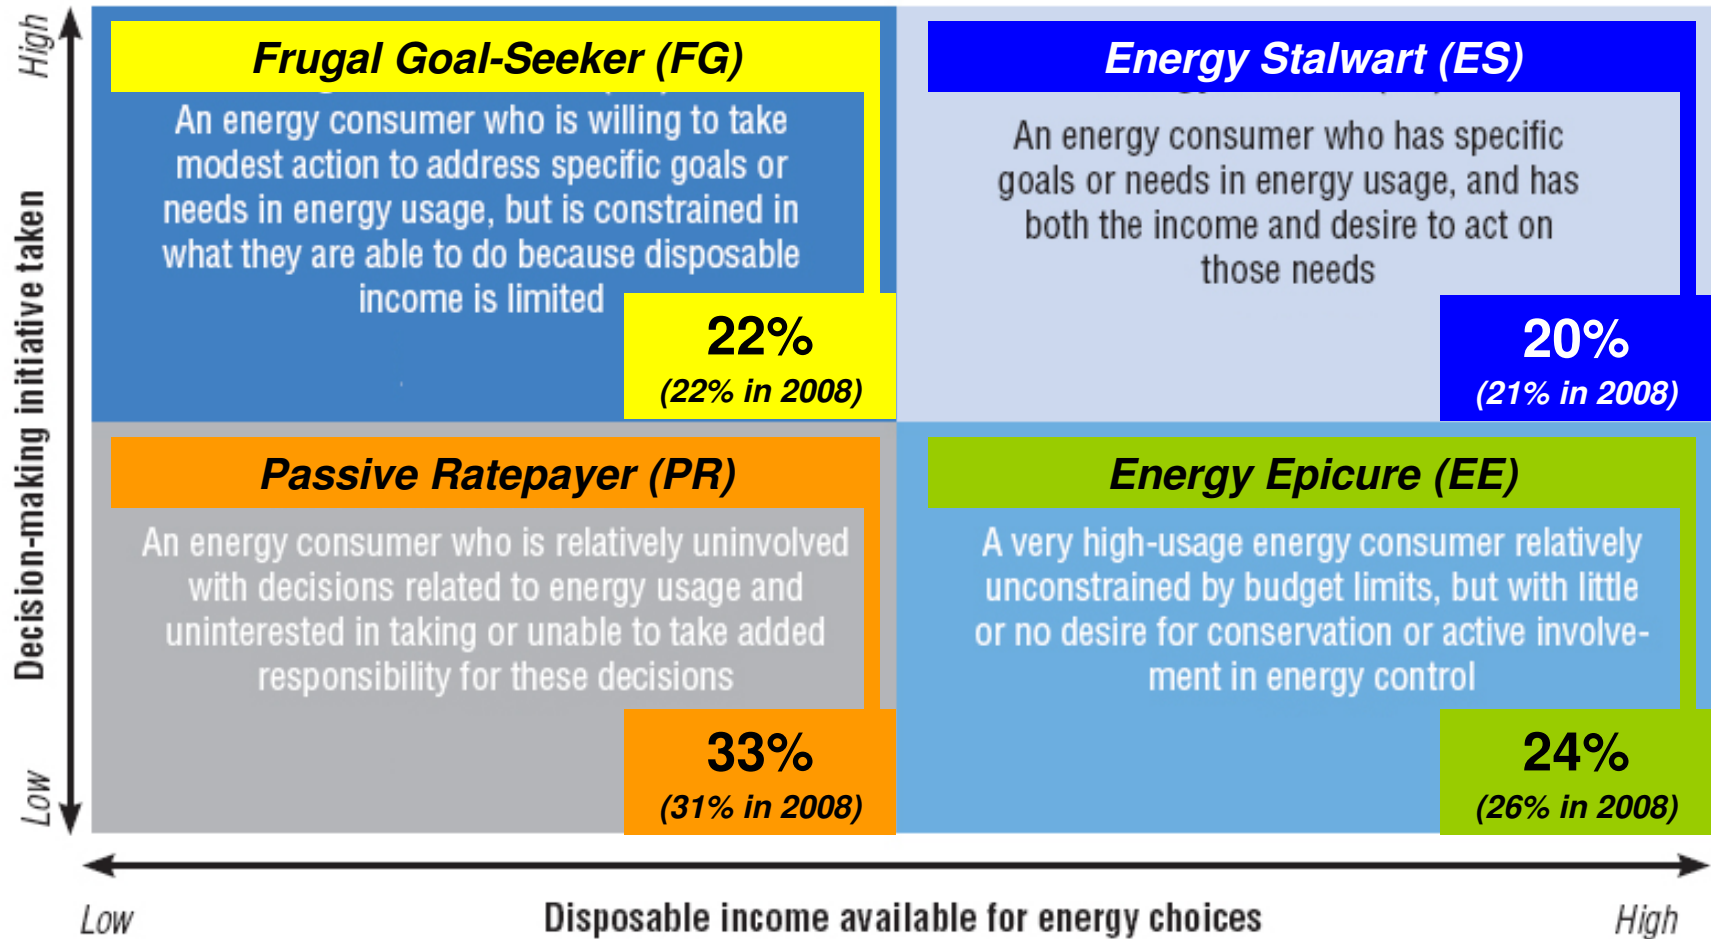 High
Decision-making initiative taken
Low
Frugal Goal-Seeker (FG)
An energy consumer who is willing to take
modest action to address specific goals or
needs in energy usage, but is constrained in
what they are able to do because disposable
income is limited
22%
(22% in 2008)
Energy Stalwart (ES)
An energy consumer who has specific
goals or needs in energy usage, and has
both the income and desire to act on
those needs
20%
(21% in 2008)
Passive Ratepayer (PR)
An energy consumer who is relatively uninvolved
with decisions related to energy usage and
uninterested in taking or unable to take added
responsibility for these decisions
33%
(31% in 2008)
Energy Epicure (EE)
A very high-usage energy consumer relatively
unconstrained by budget limits, but with little
or no desire for conservation or active involve-
ment in energy control
24%
(26% in 2008)
Low
Disposable income available for energy choices
High